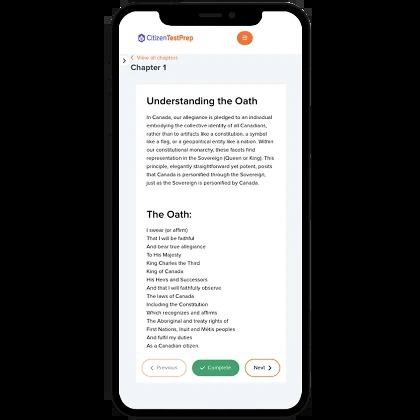 CitizenTestPrep
View all chapters
Chapter 1
Understanding the Oath
In Canada, our allegiance is pledged to an individual
embodying the collective identity of all Canadians,
rather than to artifacts like a constitution, a symbol
like a flag, or a geopolitical entity like a nation. Within
our constitutional monarchy, these facets find
representation in the Sovereign (Queen or King). This
principle, elegantly straightforward yet potent, posits
that Canada is personified through the Sovereign,
just as the Sovereign is personified by Canada.
The Oath:
I swear (or affirm)
That I will be faithful
And bear true allegiance
To His Majesty
King Charles the Third
King of Canada
His Heirs and Successors
And that I will faithfully observe
The laws of Canada
Including the Constitution
Which recognizes and affirms
The Aboriginal and treaty rights of
First Nations, Inuit and Métis peoples
And fulfil my duties
As a Canadian citizen.
Previous
Complete
Next